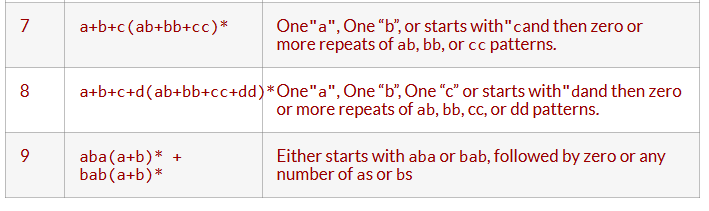 7 a+b+c(ab+bb+cc)* One"a", One “b”, or starts with"cand then zero or
more repeats of ab, bb, or cc patterns.
8 a+b+c+d(ab+bb+cc+dd)* One"a", One “b”, One “c” or starts with"dand then zero
or more repeats of ab, bb, cc, or dd patterns.
9 aba(a+b)* + Either starts with aba or bab, followed by zero or any
bab(a+b)* number of as or bs